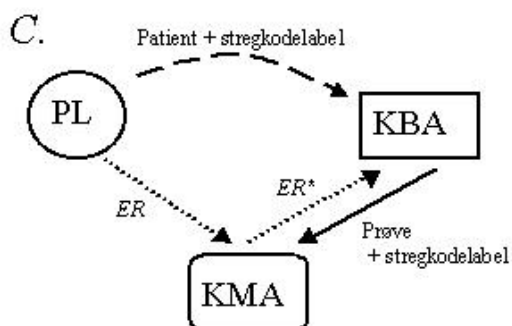 C.
Patient + stregkodelabel
PL
KBA
ER
ER*
Prøve
+ stregkodelabel
KMA